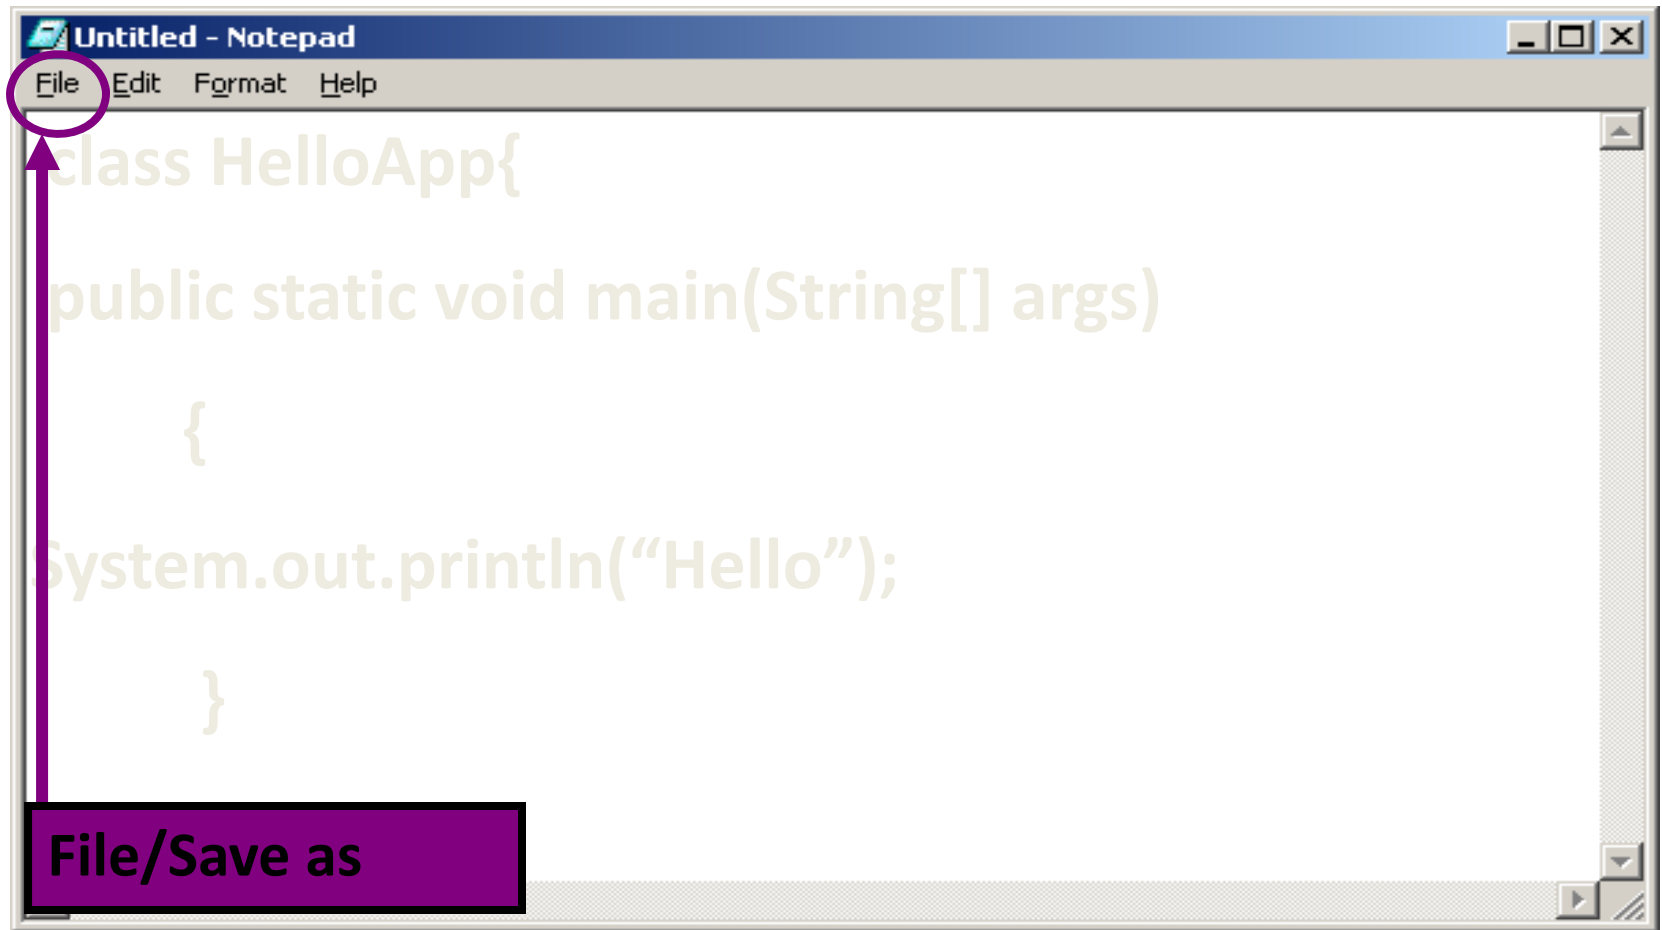 Untitled - Notepad
File Edit Format Help
class HelloApp{
public static void main(String[] args)
{
System.out.println(“Hello”);
}
File/Save as